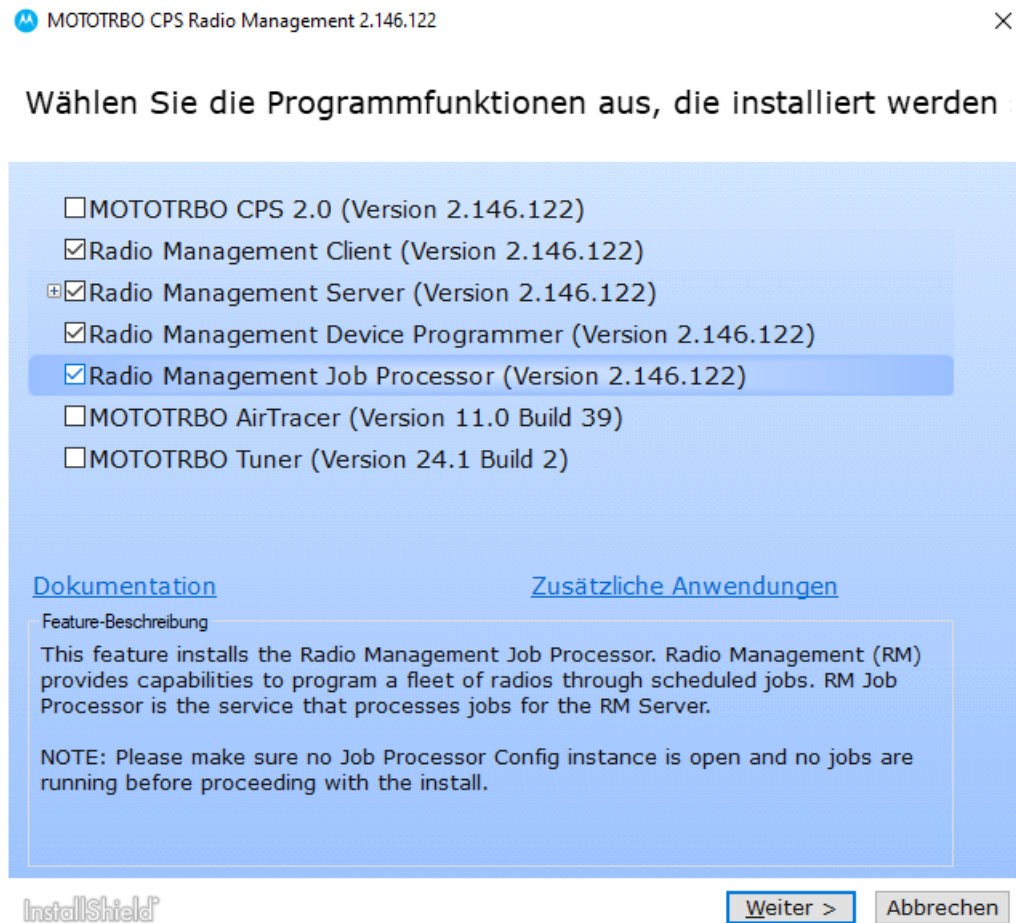 MOTOTRBO CPS Radio Management 2.146.122
Wählen Sie die Programmfunktionen aus, die installiert werden
MOTOTRBO CPS 2.0 (Version 2.146.122)
Radio Management Client (Version 2.146.122)
Radio Management Server (Version 2.146.122)
Radio Management Device Programmer (Version 2.146.122)
Radio Management Job Processor (Version 2.146.122)
MOTOTRBO AirTracer (Version 11.0 Build 39)
MOTOTRBO Tuner (Version 24.1 Build 2)
Dokumentation Zusätzliche Anwendungen
Feature-Beschreibung
This feature installs the Radio Management Job Processor. Radio Management (RM)
provides capabilities to program a fleet of radios through scheduled jobs. RM Job
Processor is the service that processes jobs for the RM Server.
NOTE: Please make sure no Job Processor Config instance is open and no jobs are
running before proceeding with the install.
InstallShield Weiter > Abbrechen